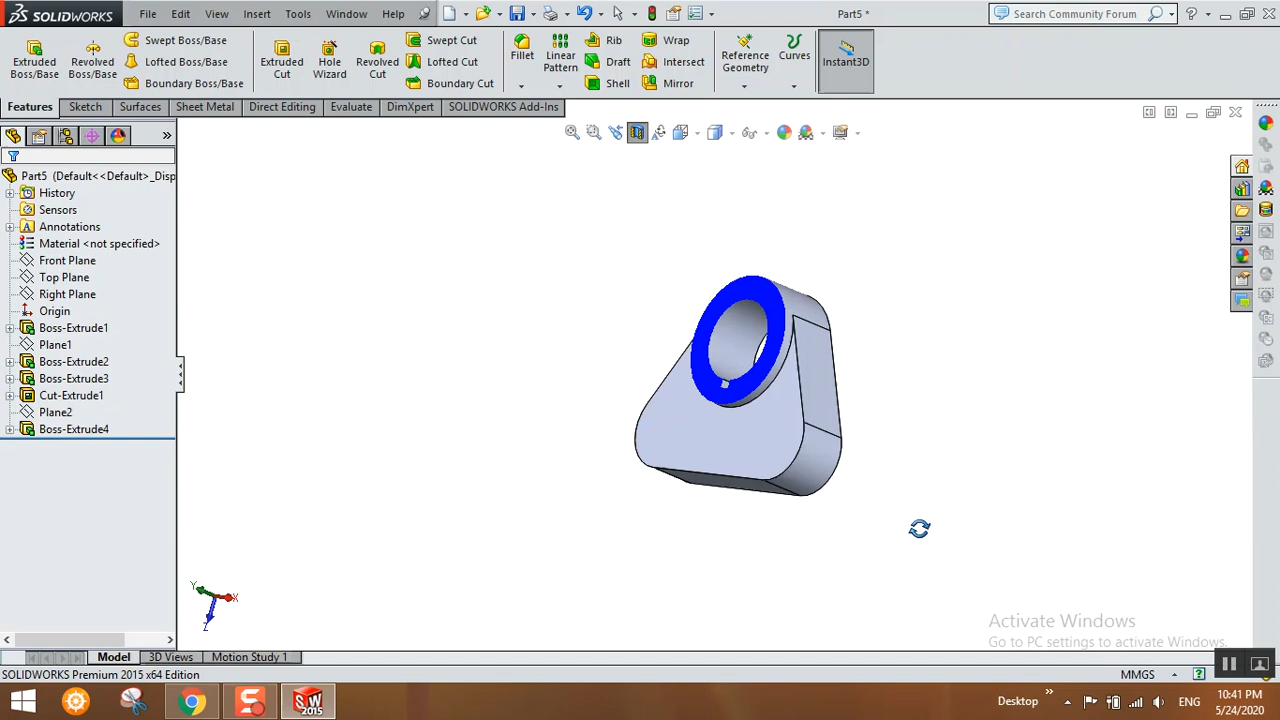 SOLIDWORKS File Edit View Insert Tools Window Help Part5 * Search Community Forum
Extruded Boss/Base
Revolved Boss/Base
Swept Boss/Base
Lofted Boss/Base
Boundary Boss/Base
Extruded Cut
Hole Wizard
Revolved Cut
Swept Cut
Lofted Cut
Boundary Cut
Fillet
Linear Pattern
Rib
Draft
Shell
Wrap
Intersect
Mirror
Reference Geometry
Curves
Instant3D
Features Sketch Surfaces Sheet Metal Direct Editing Evaluate DimXpert SOLIDWORKS Add-Ins
Part5 (Default<<Default>_Disp
History
Sensors
Annotations
Material <not specified>
Front Plane
Top Plane
Right Plane
Origin
Boss-Extrude1
Plane1
Boss-Extrude2
Boss-Extrude3
Cut-Extrude1
Plane2
Boss-Extrude4
Y X
Z
Activate Windows
Go to PC settings to activate Windows.
Model 3D Views Motion Study 1
SOLIDWORKS Premium 2015 x64 Edition MMGS
SW 2015
Desktop ENG 10:41 PM
5/24/2020